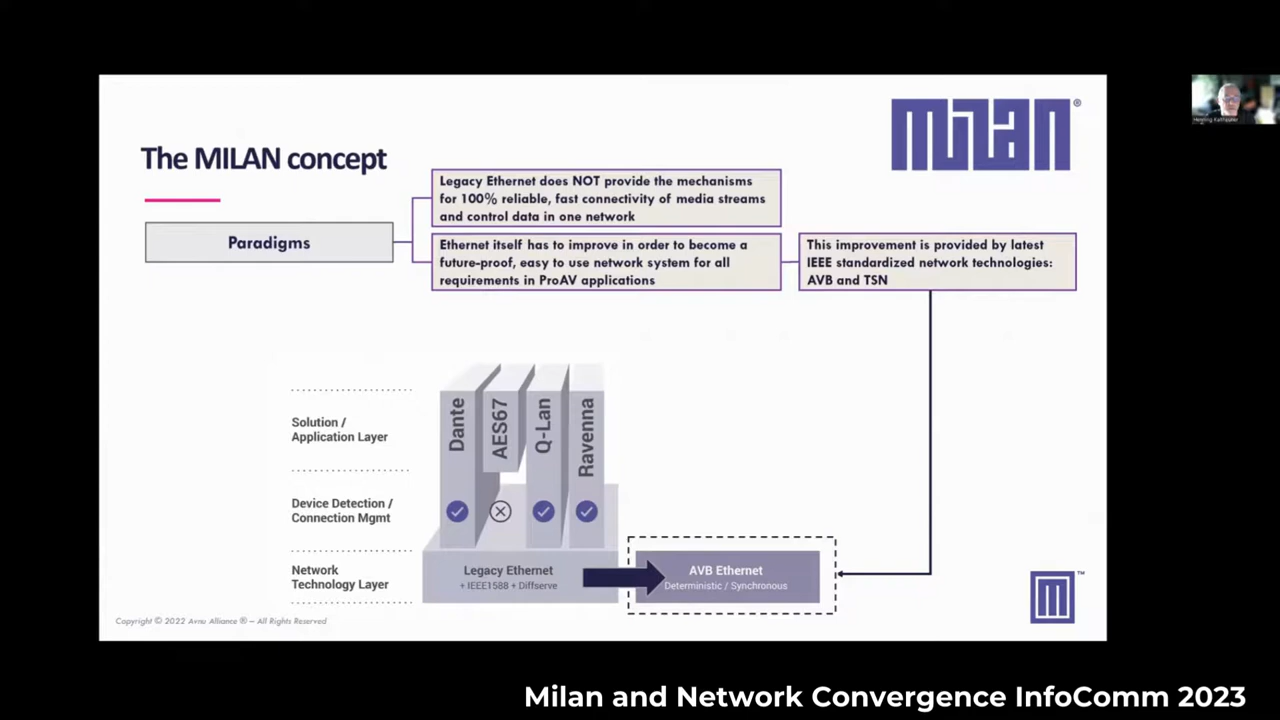 MILAN®
The MILAN concept
Paradigms
Legacy Ethernet does NOT provide the mechanisms
for 100% reliable, fast connectivity of media streams
and control data in one network
Ethernet itself has to improve in order to become a
future-proof, easy to use network system for all
requirements in ProAV applications
This improvement is provided by latest
IEEE standardized network technologies:
AVB and TSN
Solution /
Application Layer
Dante
AES67
Q-Lan
Ravenna
Device Detection /
Connection Mgmt
Network
Technology Layer
Legacy Ethernet
+ IEEE1588 + Diffserve
AVB Ethernet
Deterministic / Synchronous
Copyright © 2022 Avnu Alliance ® – All Rights Reserved
M™
Milan and Network Convergence InfoComm 2023